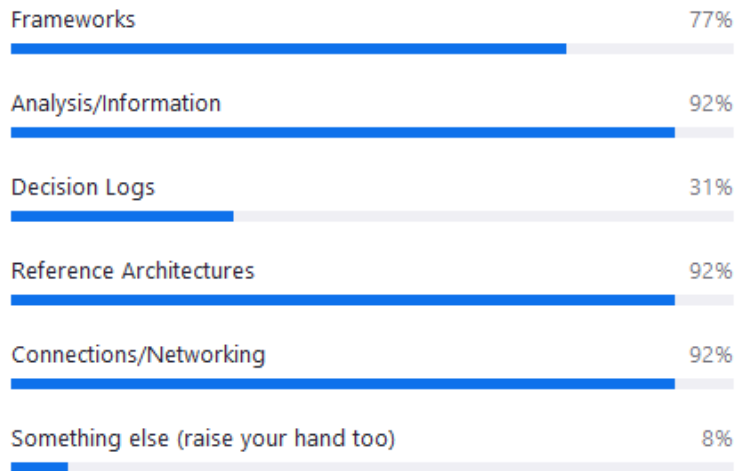 Frameworks 77%
Analysis/Information 92%
Decision Logs 31%
Reference Architectures 92%
Connections/Networking 92%
Something else (raise your hand too) 8%